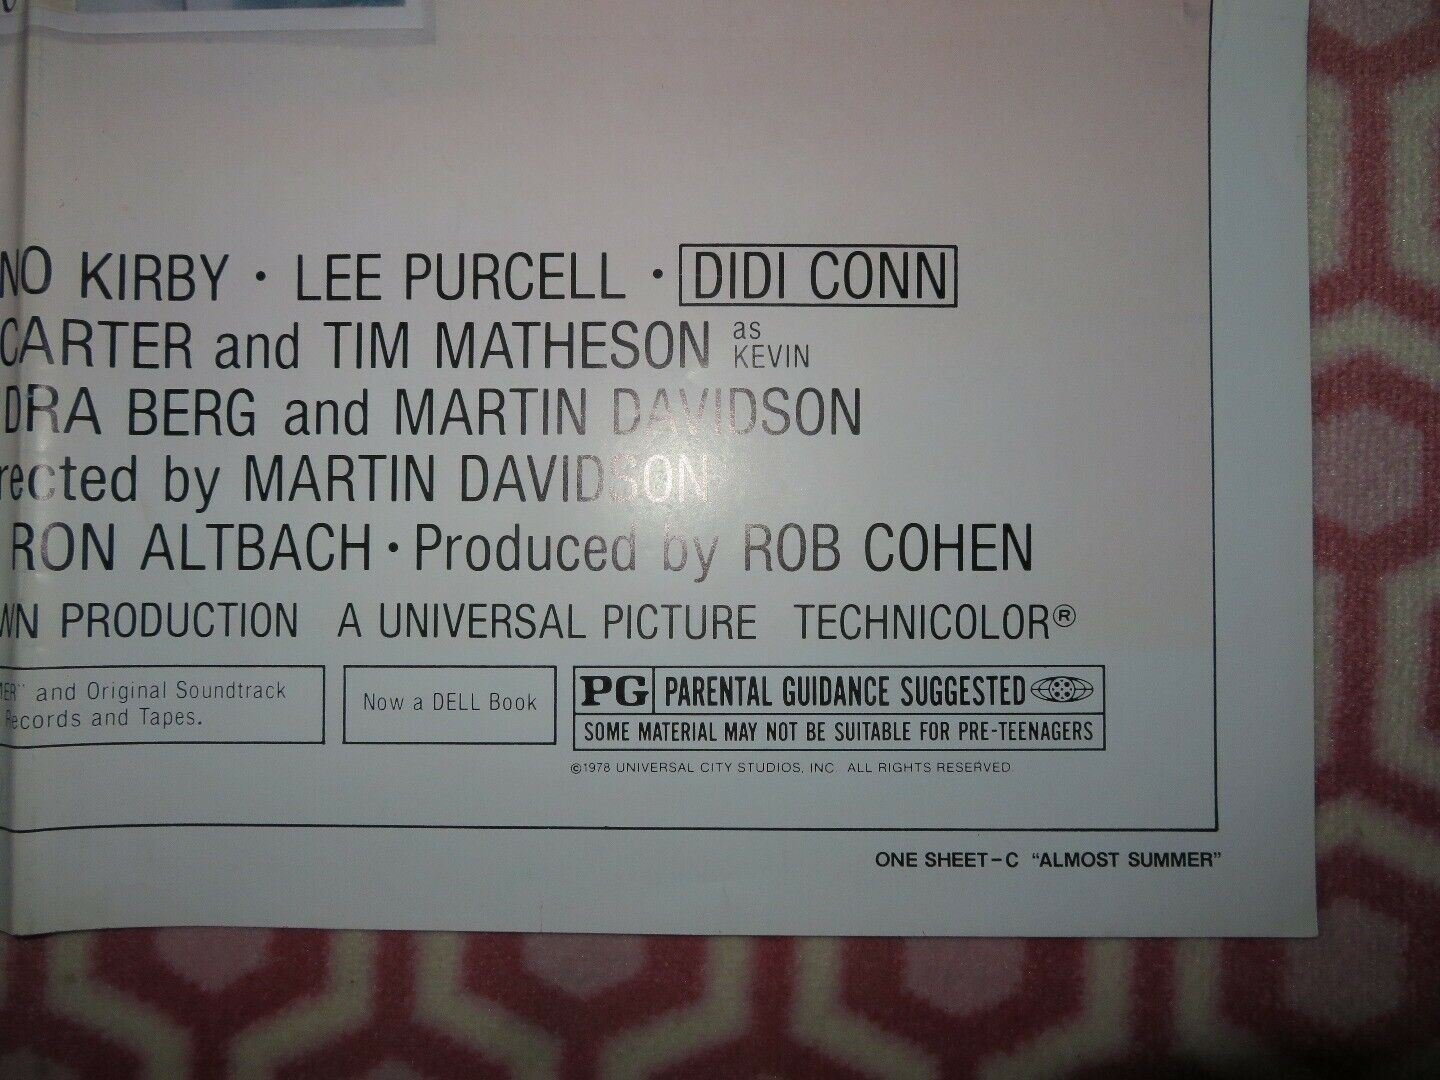 NO KIRBY · LEE PURCELL · DIDI CONN
CARTER and TIM MATHESON as KEVIN
DRA BERG and MARTIN DAVIDSON
rected by MARTIN DAVIDSON
RON ALTBACH · Produced by ROB COHEN
WN PRODUCTION A UNIVERSAL PICTURE TECHNICOLOR®
MER" and Original Soundtrack
Records and Tapes.
Now a DELL Book
PG PARENTAL GUIDANCE SUGGESTED
SOME MATERIAL MAY NOT BE SUITABLE FOR PRE-TEENAGERS
©1978 UNIVERSAL CITY STUDIOS, INC. ALL RIGHTS RESERVED.
ONE SHEET-C "ALMOST SUMMER"